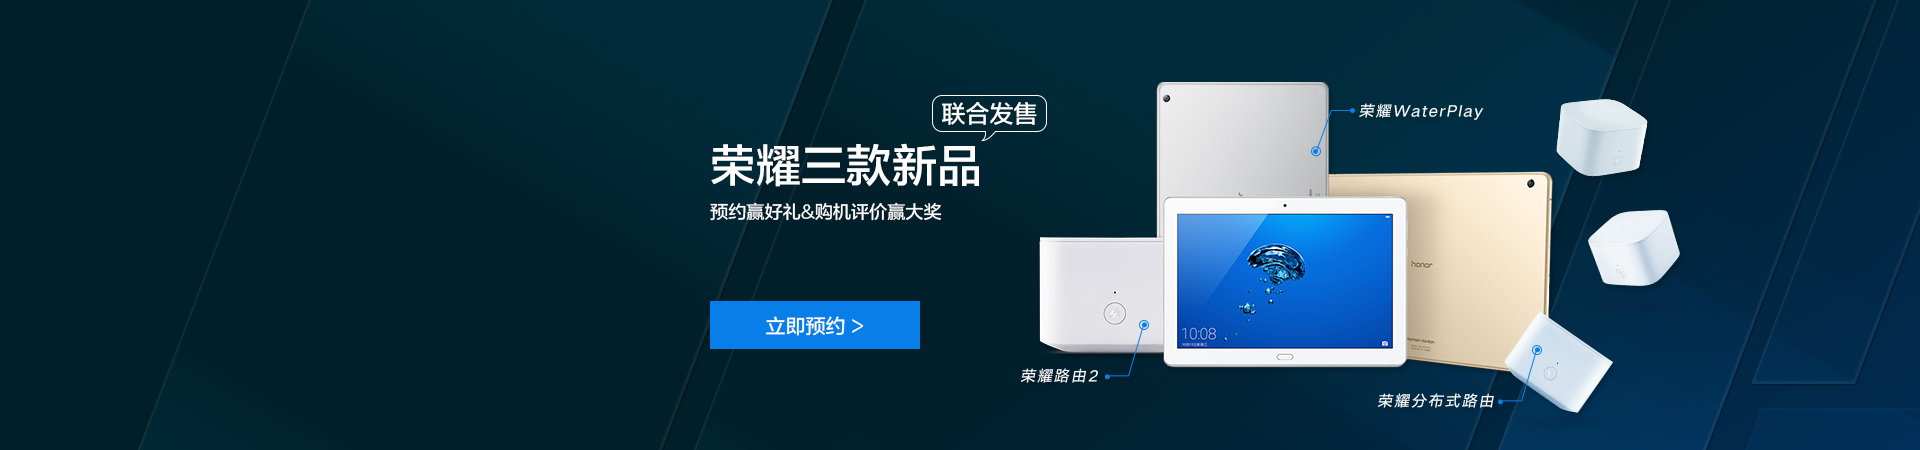 联合发售
荣耀三款新品
预约赢好礼&购机评价赢大奖
立即预约 >
荣耀WaterPlay
honor
10:08
harman kardon
荣耀路由2
荣耀分布式路由